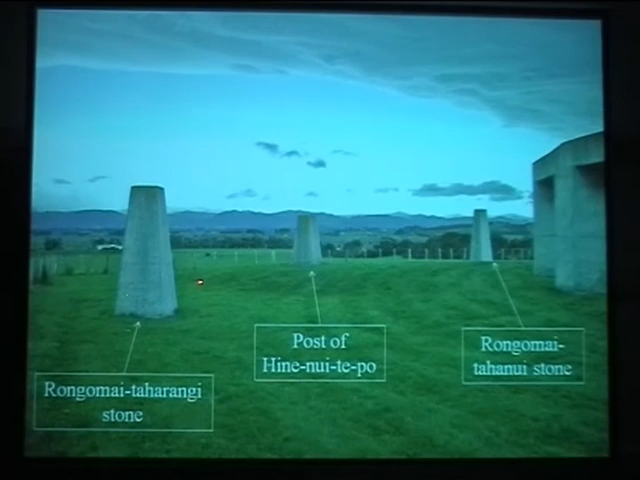 Rongomai-taharangi
stone
Post of
Hine-nui-te-po
Rongomai-
tahanui stone